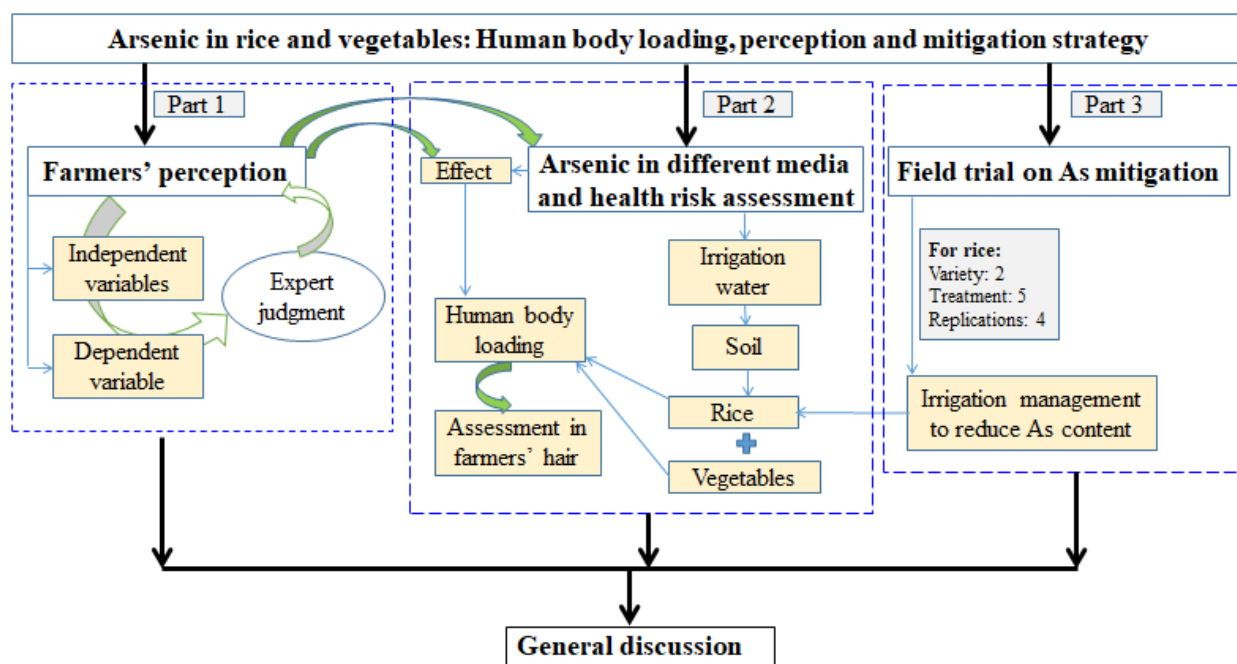 Arsenic in rice and vegetables: Human body loading, perception and mitigation strategy
Part 1
Part 2
Part 3
Farmers' perception
Independent
variables
Dependent
variable
Expert
judgment
Effect
Arsenic in different media
and health risk assessment
Irrigation
water
Human body
loading
Soil
Rice
Assessment in
farmers' hair
Vegetables
Field trial on As mitigation
For rice:
Variety: 2
Treatment: 5
Replications: 4
Irrigation management
to reduce As content
General discussion